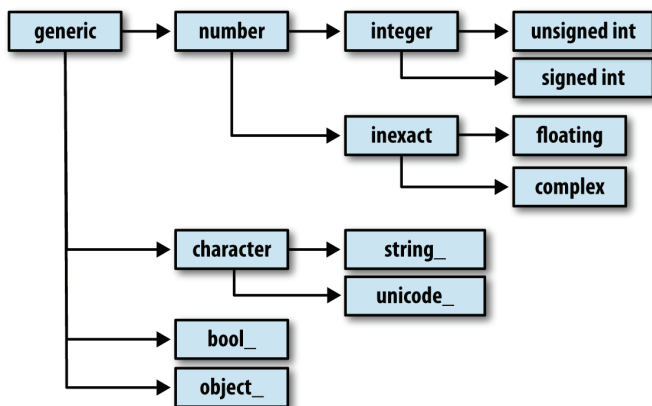 generic
number
integer
unsigned int
signed int
inexact
floating
complex
character
string_
unicode_
bool_
object_